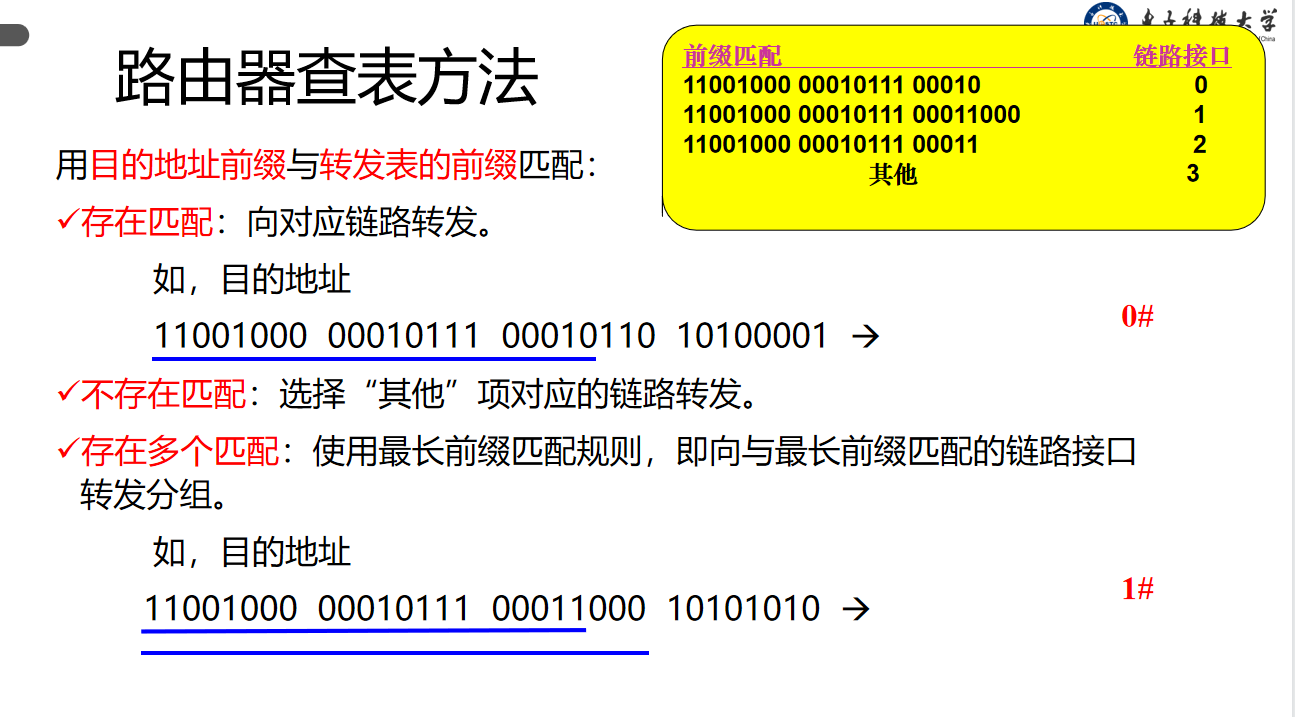 电子科技大学
路由器查表方法
前缀匹配 链路接口
11001000 00010111 00010 0
11001000 00010111 00011000 1
11001000 00010111 00011 2
其他 3
用目的地址前缀与转发表的前缀匹配：
✓存在匹配：向对应链路转发。
如，目的地址
11001000 00010111 00010110 10100001 →
0#
✓不存在匹配：选择“其他”项对应的链路转发。
✓存在多个匹配：使用最长前缀匹配规则，即向与最长前缀匹配的链路接口
转发分组。
如，目的地址
11001000 00010111 00011000 10101010 →
1#